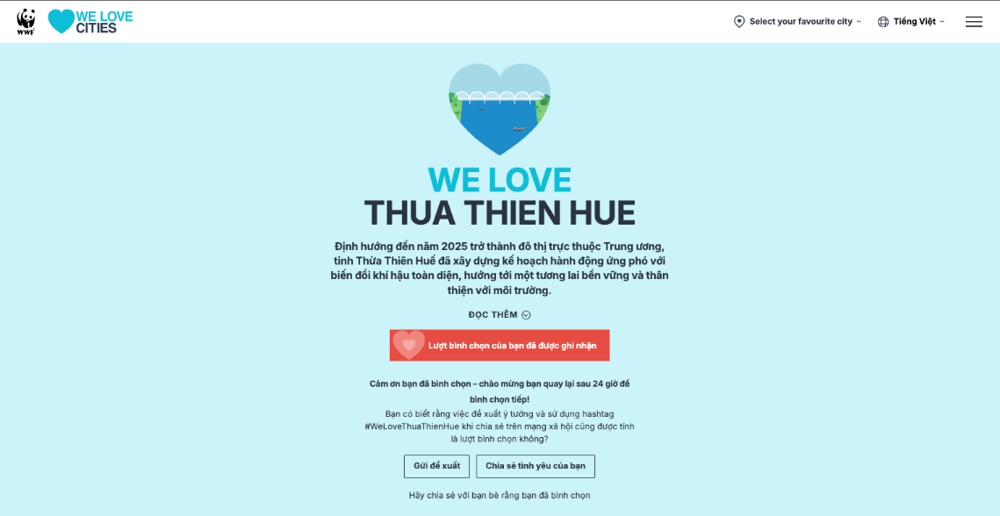 WWF
WE LOVE
CITIES
Select your favourite city
Tiếng Việt
WE LOVE
THUA THIEN HUE
Định hướng đến năm 2025 trở thành đô thị trực thuộc Trung ương,
tỉnh Thừa Thiên Huế đã xây dựng kế hoạch hành động ứng phó với
biến đổi khí hậu toàn diện, hướng tới một tương lai bền vững và thân
thiện với môi trường.
ĐỌC THÊM
Lượt bình chọn của bạn đã được ghi nhận
Cảm ơn bạn đã bình chọn – chào mừng bạn quay lại sau 24 giờ để
bình chọn tiếp!
Bạn có biết rằng việc đề xuất ý tưởng và sử dụng hashtag
#WeLoveThuaThienHue khi chia sẻ trên mạng xã hội cũng được tính
là lượt bình chọn không?
Gửi đề xuất
Chia sẻ tình yêu của bạn
Hãy chia sẻ với bạn bè rằng bạn đã bình chọn